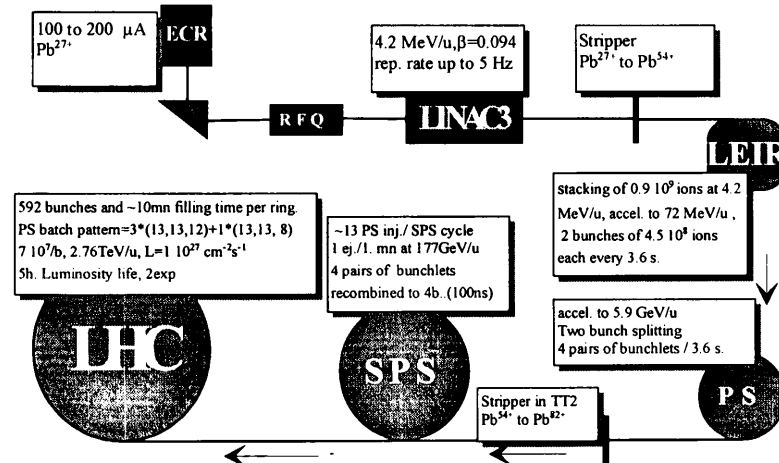 100 to 200 µA
Pb²⁷⁺
ECR
4.2 MeV/u,β=0.094
rep. rate up to 5 Hz
Stripper
Pb²⁷⁺ to Pb⁵⁴⁺
RFQ
LINAC3
LEIR
stacking of 0.9 10⁹ ions at 4.2
MeV/u, accel. to 72 MeV/u ,
2 bunches of 4.5 10⁸ ions
each every 3.6 s.
592 bunches and ~10mn filling time per ring.
PS batch pattern=3*(13,13,12)+1*(13,13, 8)
7 10⁷/b, 2.76TeV/u, L=1 10²⁷ cm⁻²s⁻¹
5h. Luminosity life, 2exp
~13 PS inj./ SPS cycle
1 ej./1. mn at 177GeV/u
4 pairs of bunchlets
recombined to 4b..(100ns)
accel. to 5.9 GeV/u
Two bunch splitting
4 pairs of bunchlets / 3.6 s.
LHC
SPS
PS
Stripper in TT2
Pb⁵⁴⁺ to Pb⁸²⁺